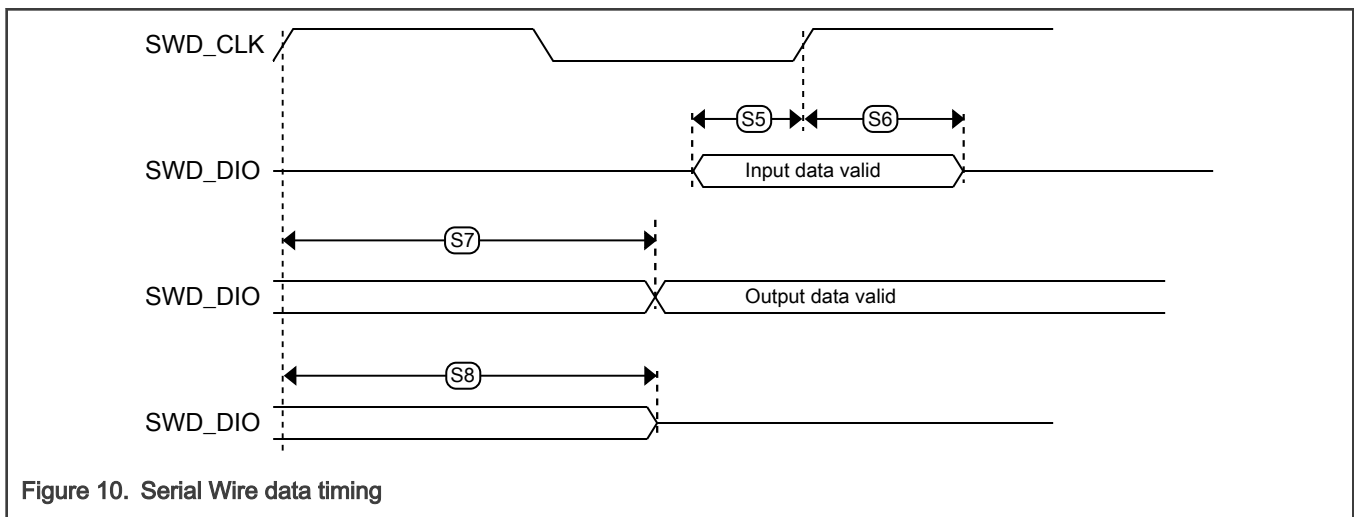 SWD_CLK
S5
S6
SWD_DIO
Input data valid
S7
SWD_DIO
Output data valid
S8
SWD_DIO
Figure 10. Serial Wire data timing